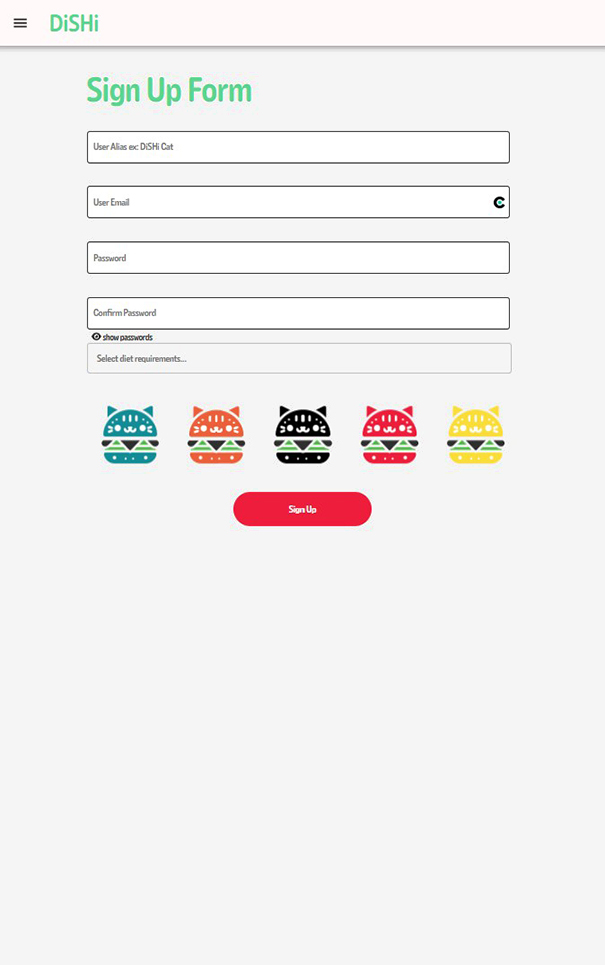 DiSHi
Sign Up Form
User Alias ex: DiSHi Cat
User Email
Password
Confirm Password
show passwords
Select diet requirements...
Sign Up